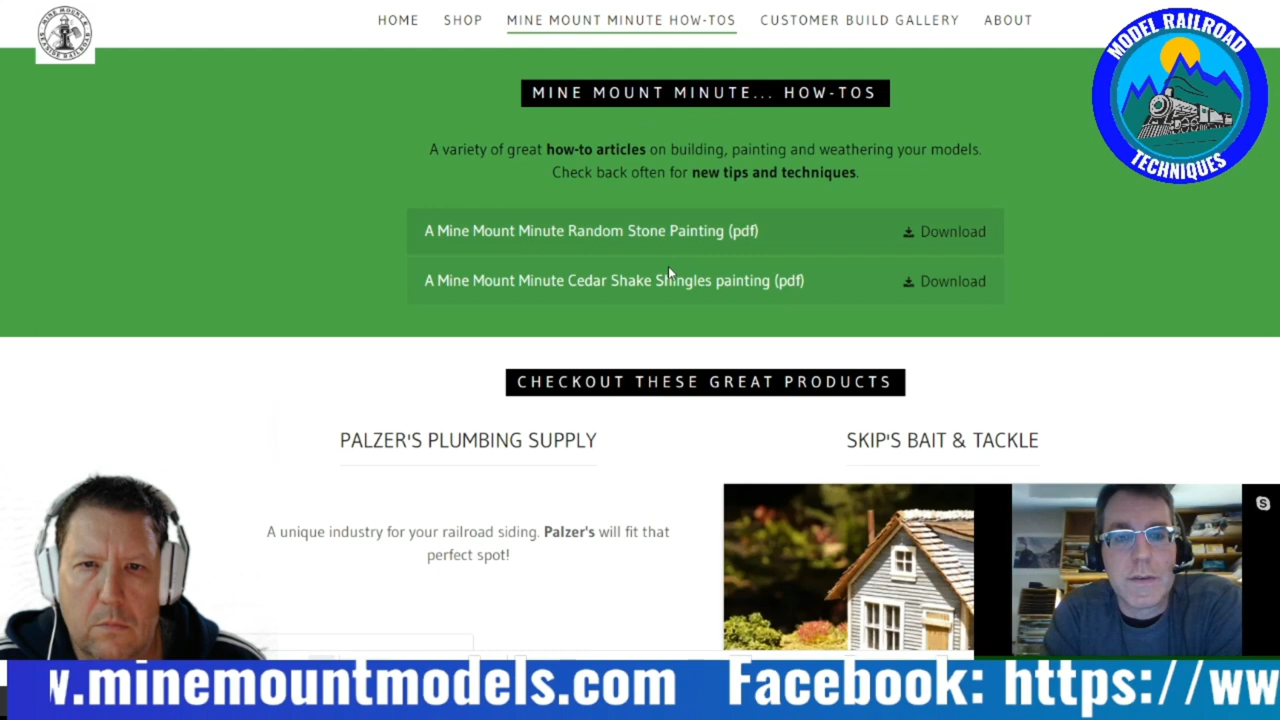 HOME SHOP MINE MOUNT MINUTE HOW-TOS CUSTOMER BUILD GALLERY ABOUT
MODEL RAILROAD
TECHNIQUES
MINE MOUNT MINUTE... HOW-TOS
A variety of great how-to articles on building, painting and weathering your models.
Check back often for new tips and techniques.
A Mine Mount Minute Random Stone Painting (pdf) Download
A Mine Mount Minute Cedar Shake Shingles painting (pdf) Download
CHECKOUT THESE GREAT PRODUCTS
PALZER'S PLUMBING SUPPLY
SKIP'S BAIT & TACKLE
A unique industry for your railroad siding. Palzer's will fit that
perfect spot!
w.minemountmodels.com Facebook: https://ww